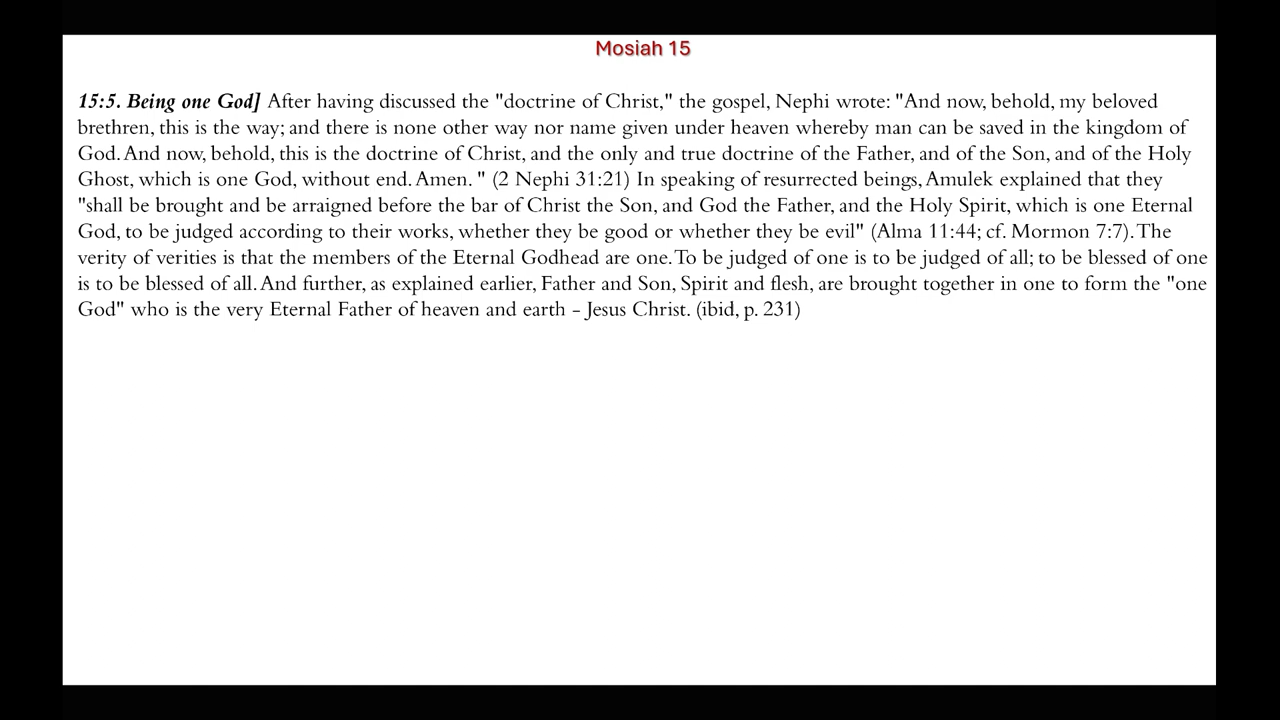 Mosiah 15
15:5. Being one God] After having discussed the "doctrine of Christ," the gospel, Nephi wrote: "And now, behold, my beloved
brethren, this is the way; and there is none other way nor name given under heaven whereby man can be saved in the kingdom of
God. And now, behold, this is the doctrine of Christ, and the only and true doctrine of the Father, and of the Son, and of the Holy
Ghost, which is one God, without end. Amen. " (2 Nephi 31:21) In speaking of resurrected beings, Amulek explained that they
"shall be brought and be arraigned before the bar of Christ the Son, and God the Father, and the Holy Spirit, which is one Eternal
God, to be judged according to their works, whether they be good or whether they be evil" (Alma 11:44; cf. Mormon 7:7). The
verity of verities is that the members of the Eternal Godhead are one. To be judged of one is to be judged of all; to be blessed of one
is to be blessed of all. And further, as explained earlier, Father and Son, Spirit and flesh, are brought together in one to form the "one
God" who is the very Eternal Father of heaven and earth – Jesus Christ. (ibid, p. 231)